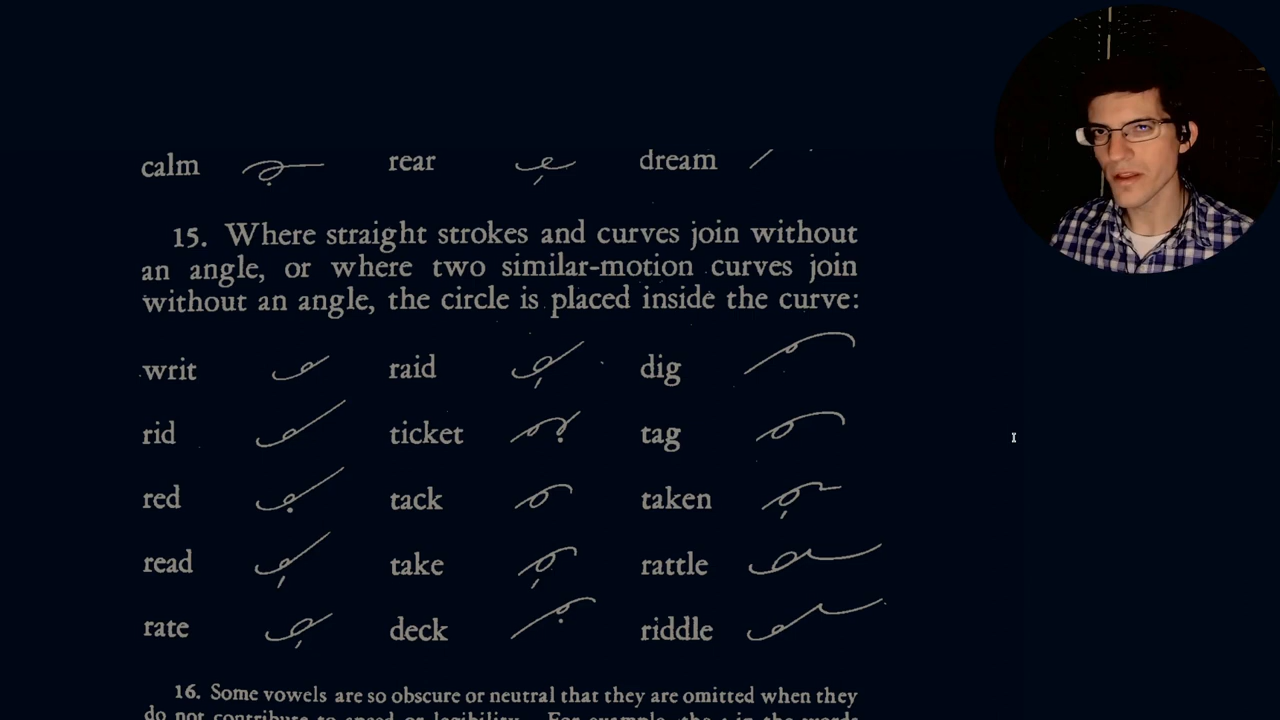 calm rear dream
15. Where straight strokes and curves join without
an angle, or where two similar-motion curves join
without an angle, the circle is placed inside the curve:
writ raid dig
rid ticket tag
red tack taken
read take rattle
rate deck riddle
16. Some vowels are so obscure or neutral that they are omitted when they